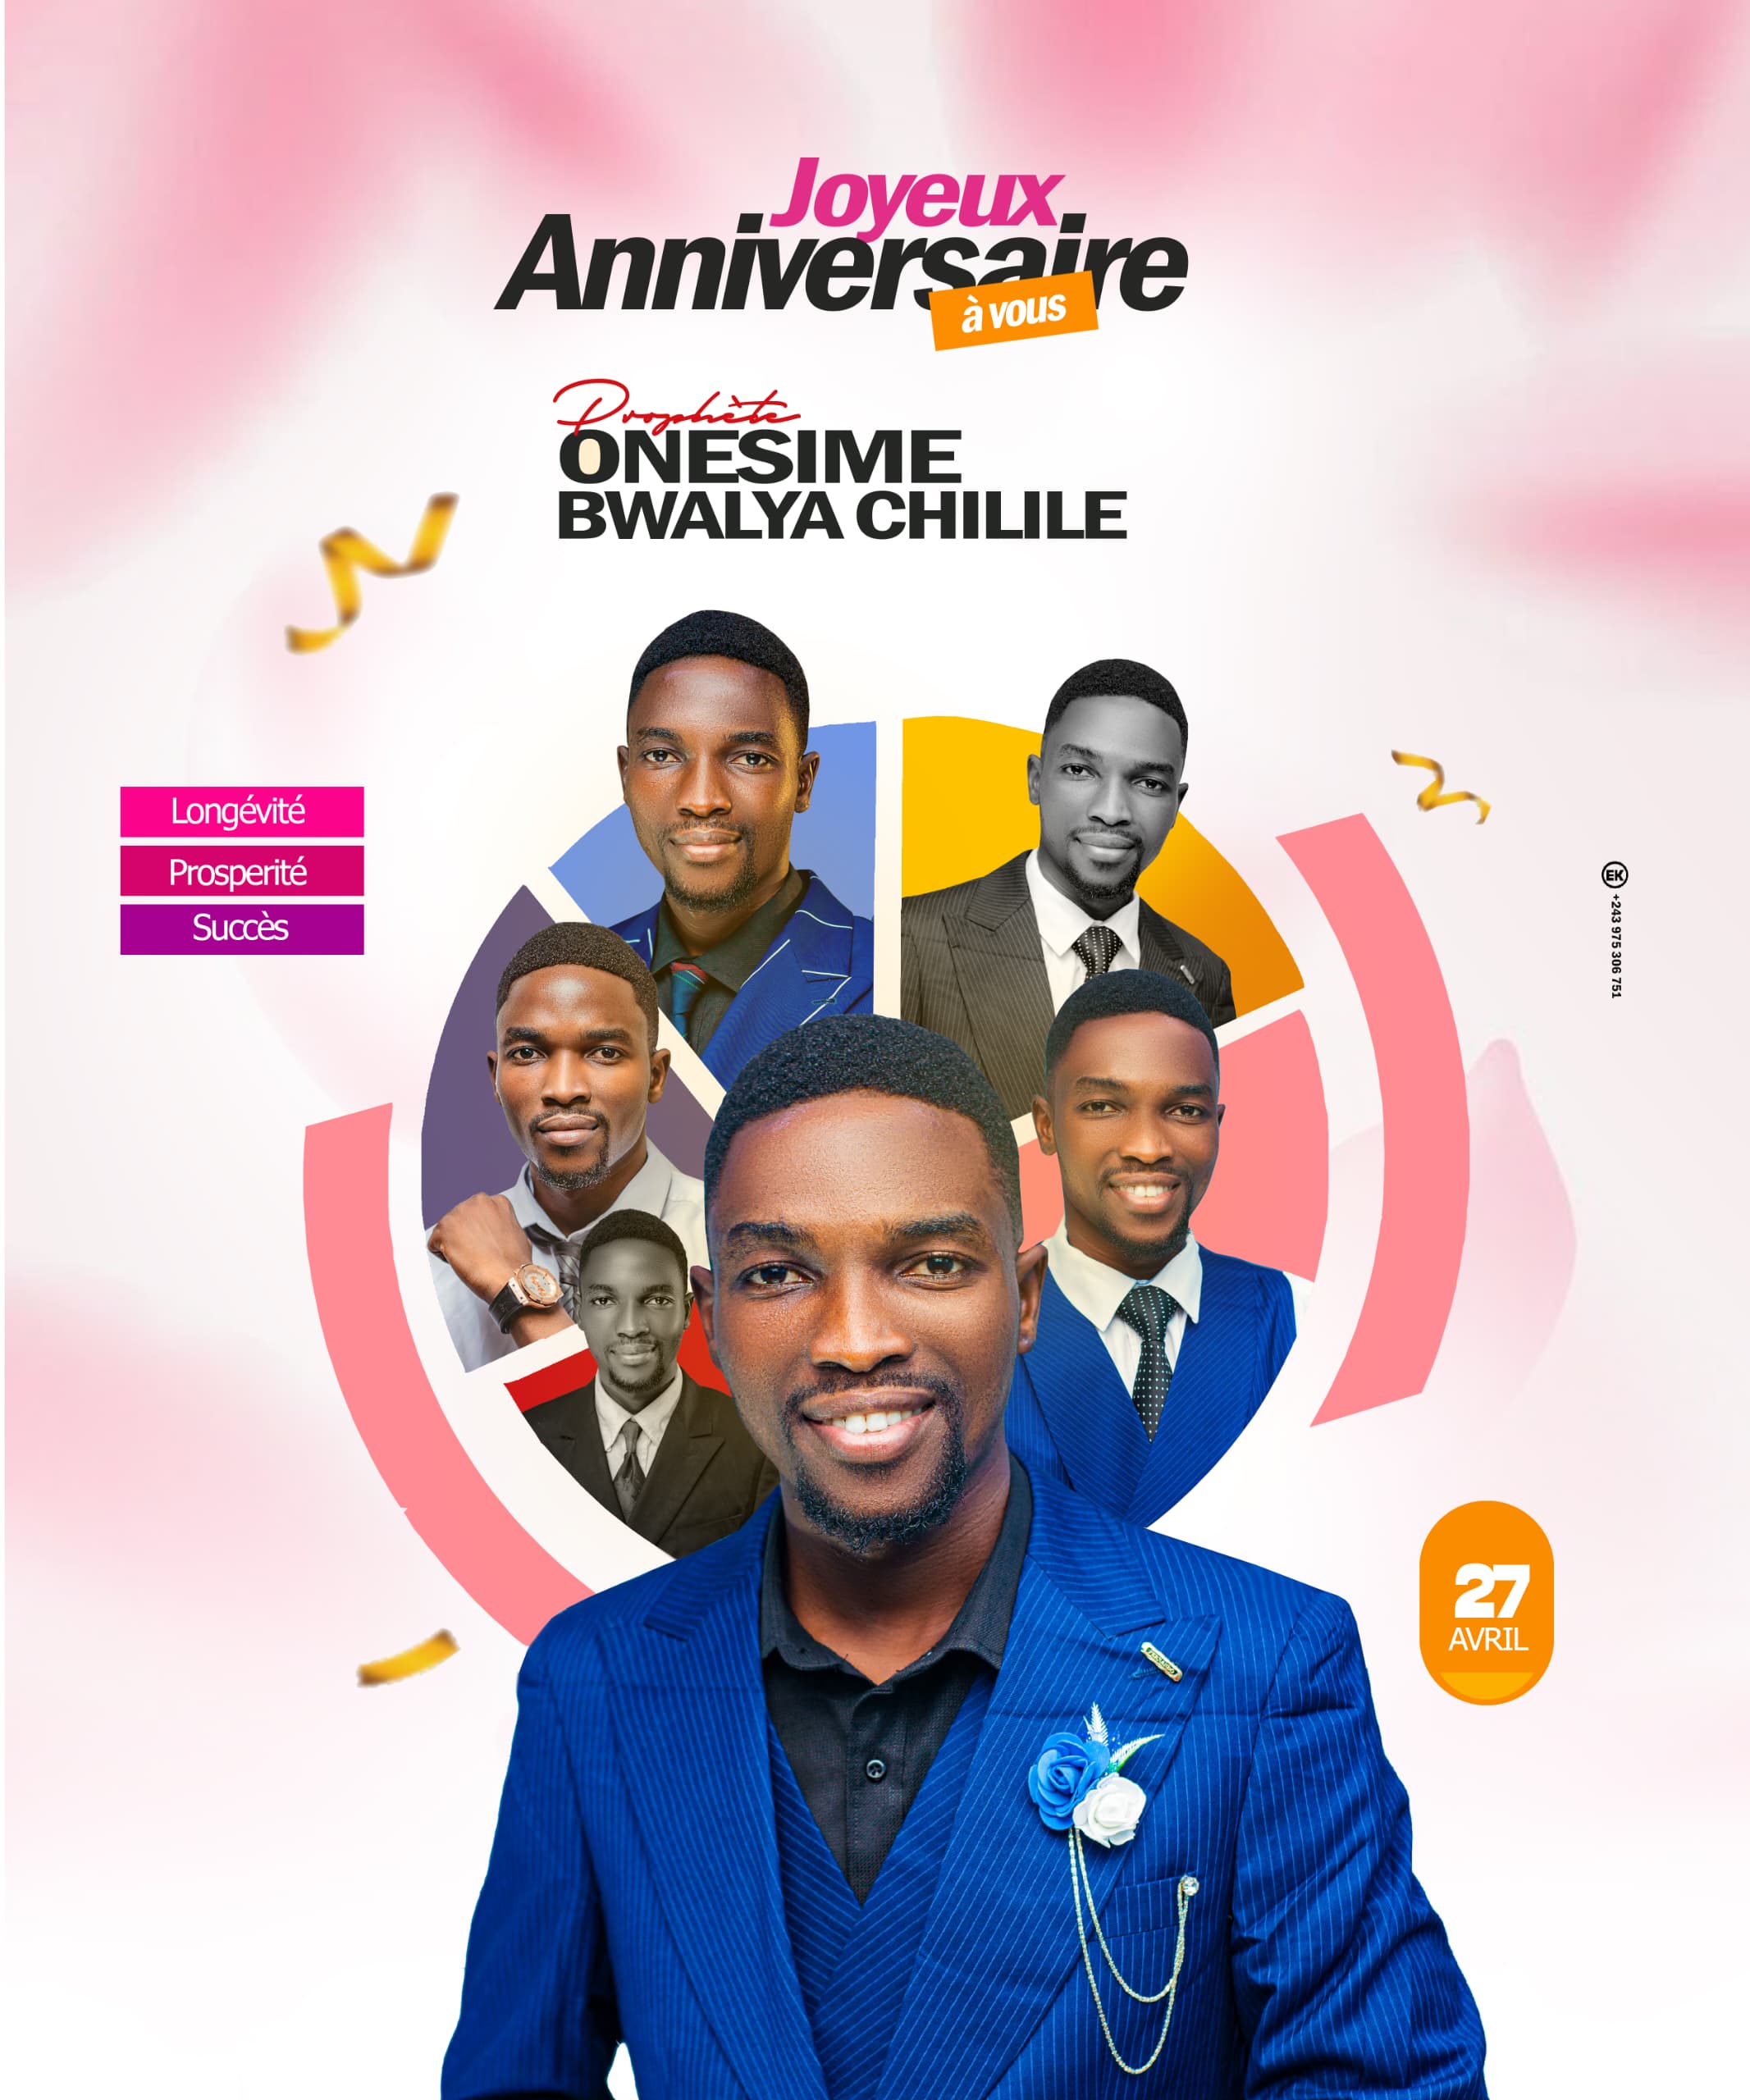 Joyeux
Anniversaire
à vous
Prophète
ONESIME
BWALYA CHILILE
Longévité
Prosperité
Succès
EK +243 975 306 751
27
AVRIL